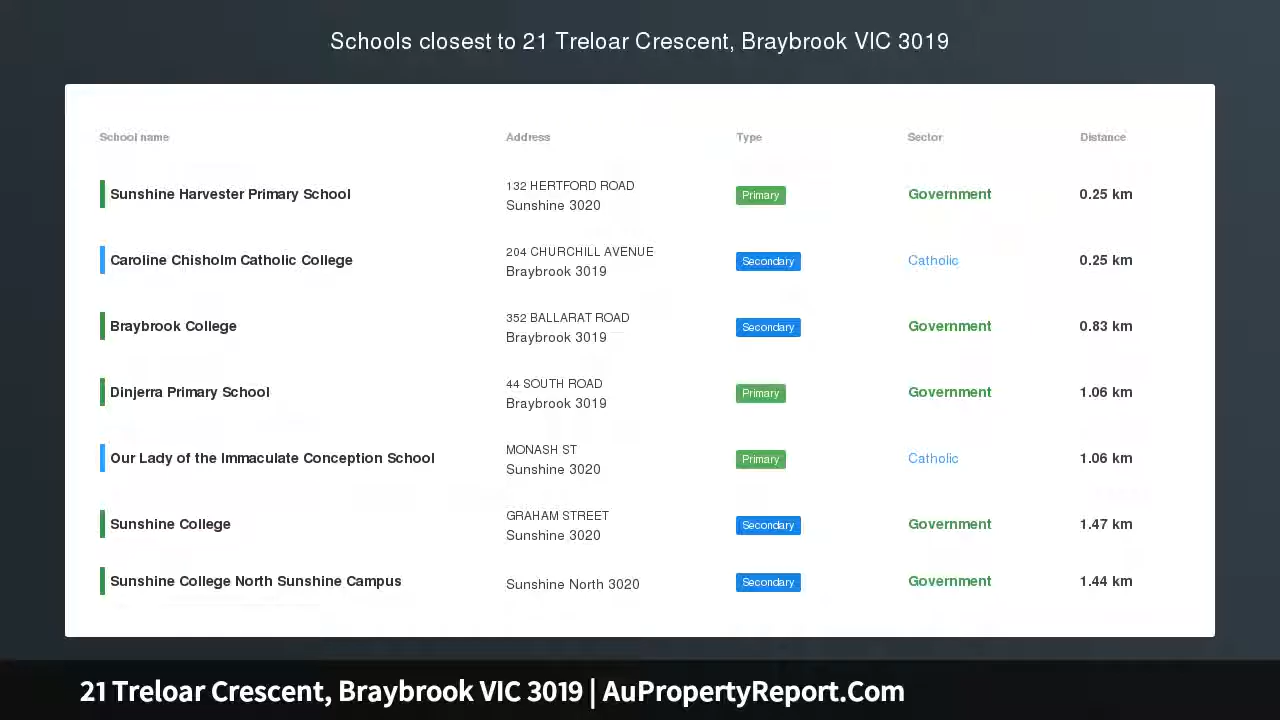 Schools closest to 21 Treloar Crescent, Braybrook VIC 3019
School name Address Type Sector Distance
132 HERTFORD ROAD
Sunshine Harvester Primary School Primary Government 0.25 km
Sunshine 3020
204 CHURCHILL AVENUE
Caroline Chisholm Catholic College Secondary Catholic 0.25 km
Braybrook 3019
352 BALLARAT ROAD
Braybrook College Secondary Government 0.83 km
Braybrook 3019
44 SOUTH ROAD
Dinjerra Primary School Primary Government 1.06 km
Braybrook 3019
MONASH ST
Our Lady of the Immaculate Conception School Primary Catholic 1.06 km
Sunshine 3020
GRAHAM STREET
Sunshine College Secondary Government 1.47 km
Sunshine 3020
Sunshine College North Sunshine Campus Sunshine North 3020 Secondary Government 1.44 km
21 Treloar Crescent, Braybrook VIC 3019 | AuPropertyReport.Com